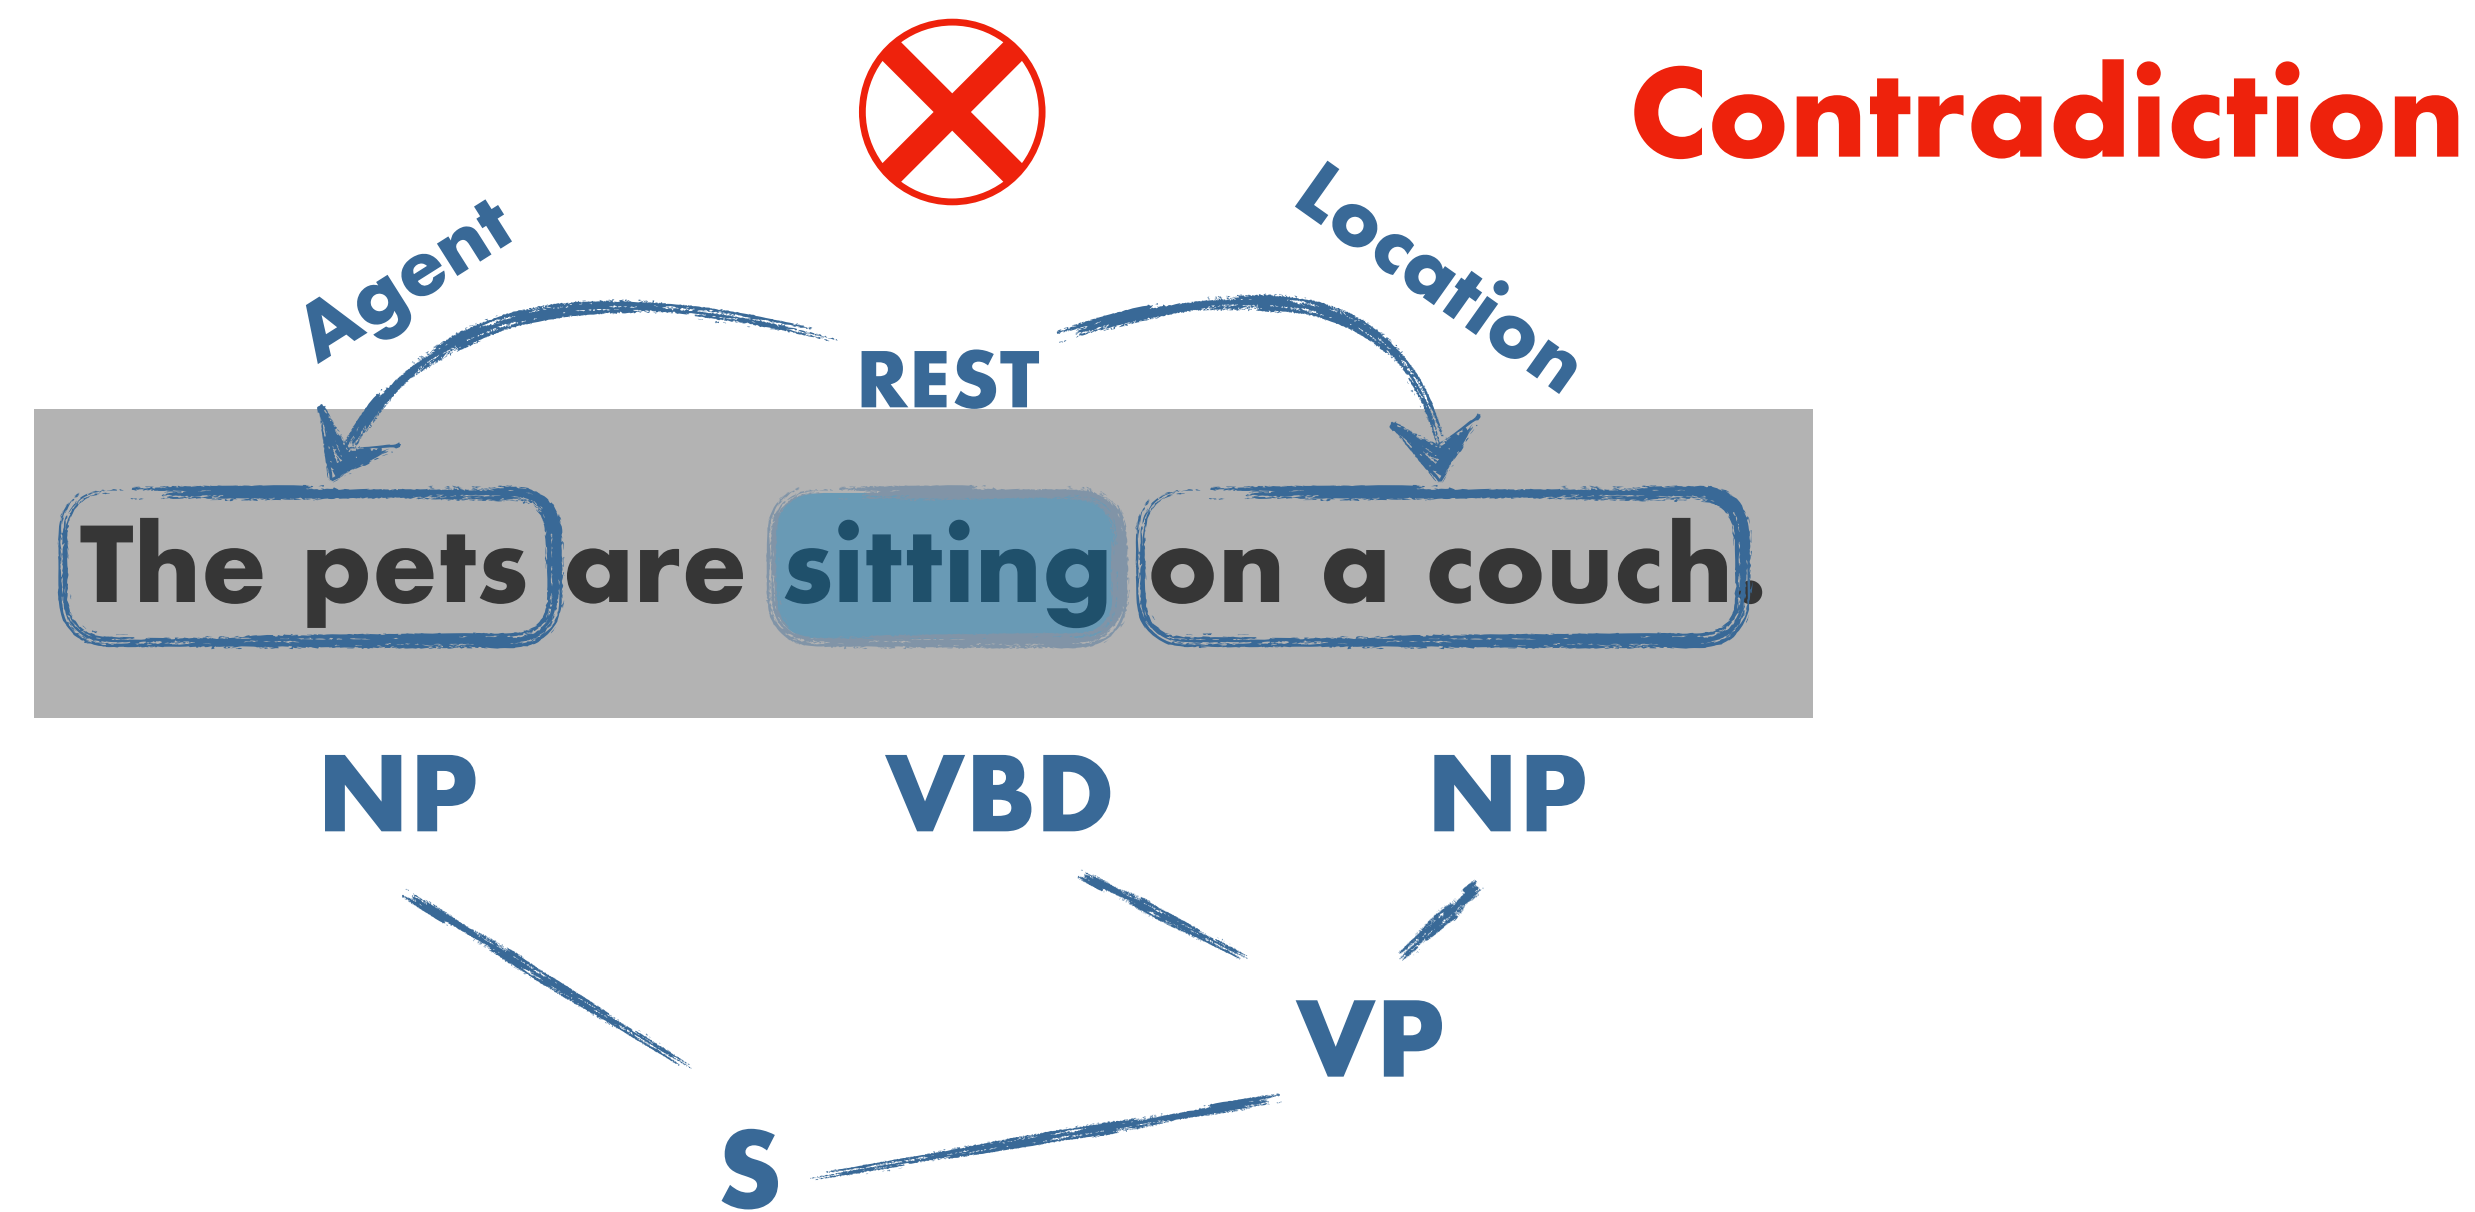 Contradiction
Agent
Location
REST
The pets are sitting on a couch.
NP VBD NP
VP
S